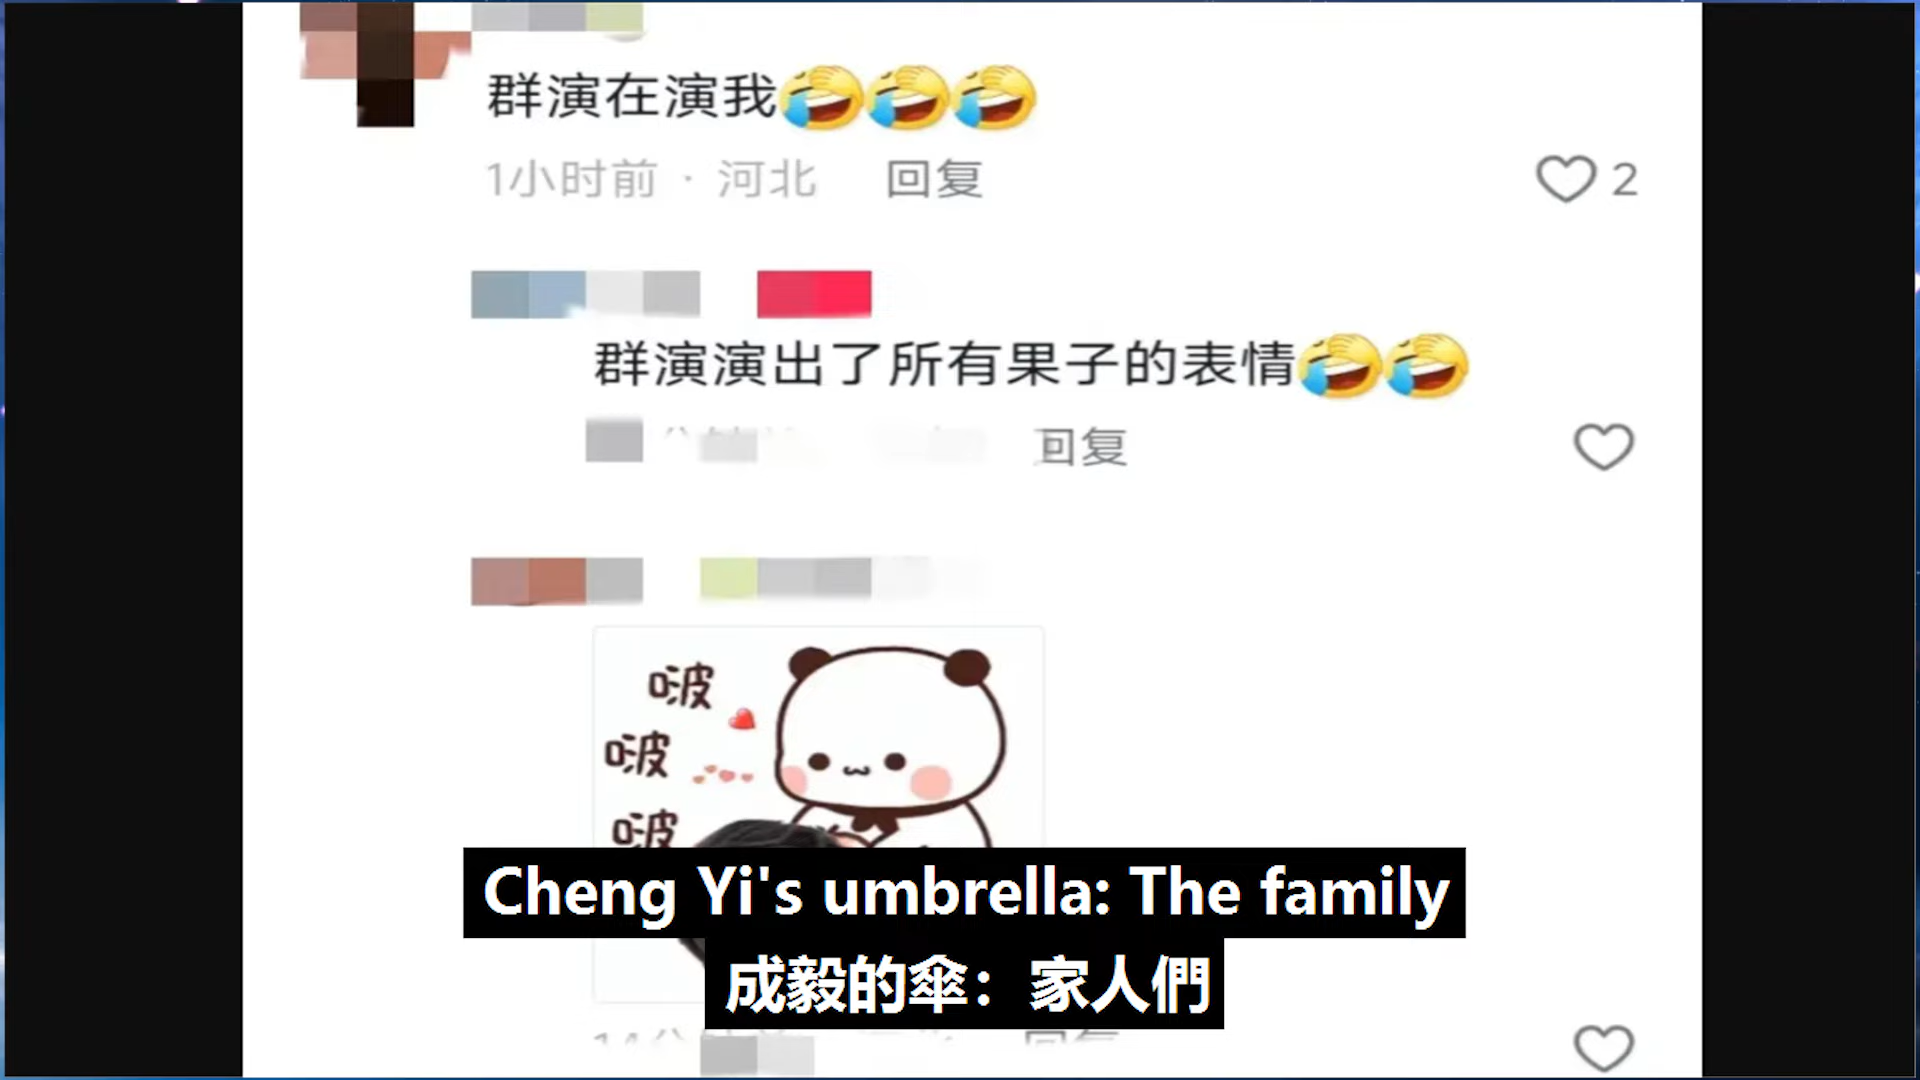 群演在演我🤣🤣🤣
1小时前 · 河北 回复
2
群演演出了所有果子的表情🤣🤣
回复
啵
啵
啵
Cheng Yi's umbrella: The family
成毅的傘：家人們